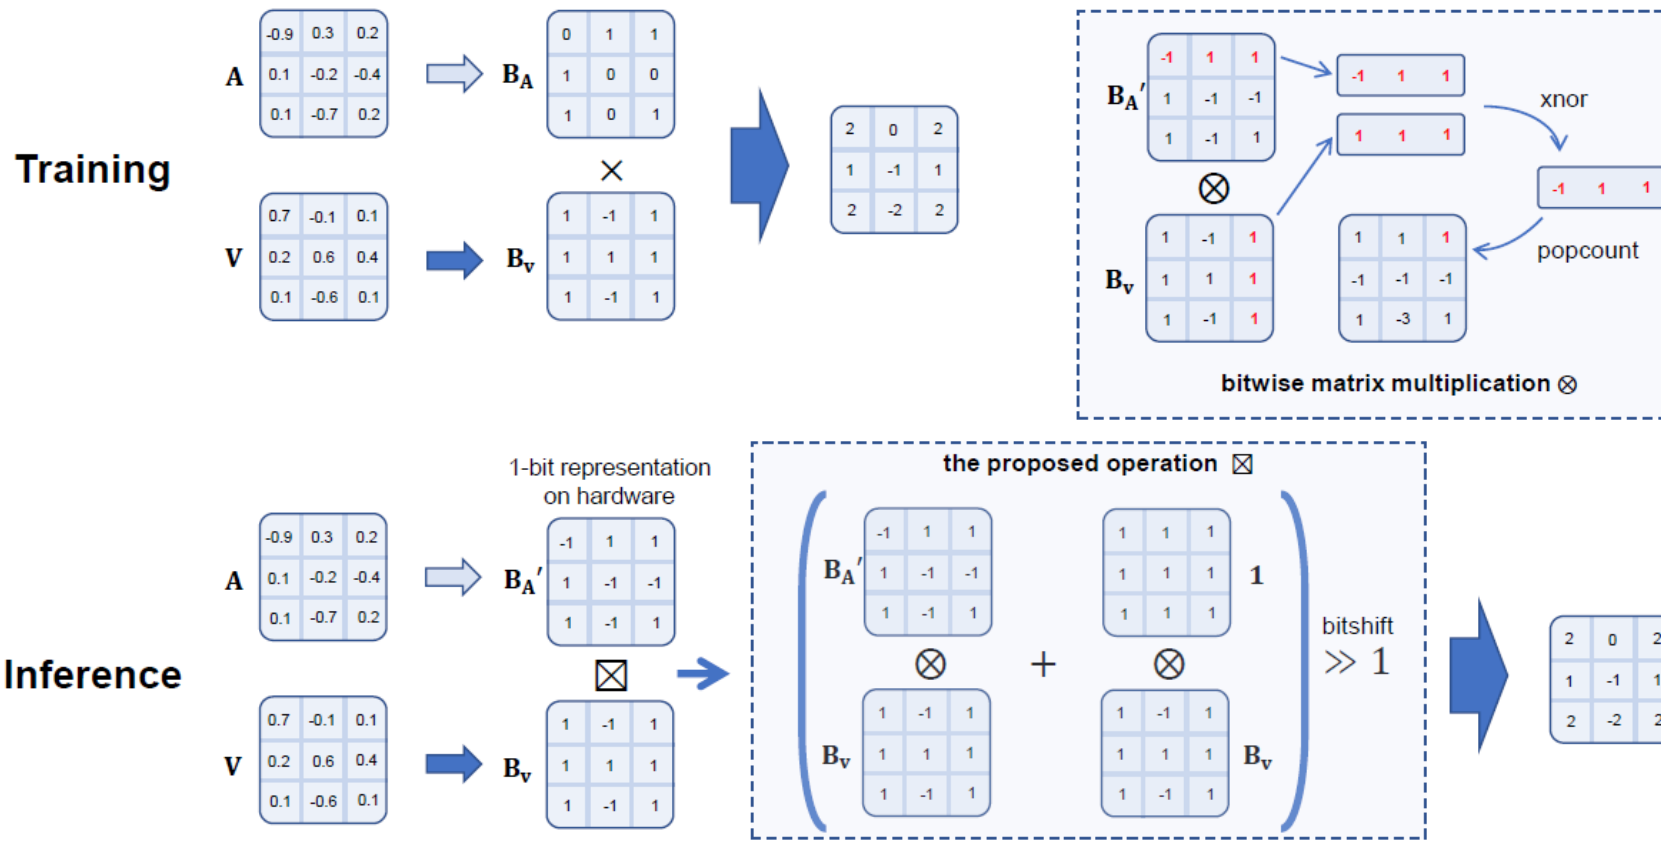 Training
A
-0.9 0.3 0.2
0.1 -0.2 -0.4
0.1 -0.7 0.2
B_A
0 1 1
1 0 0
1 0 1
×
V
0.7 -0.1 0.1
0.2 0.6 0.4
0.1 -0.6 0.1
B_v
1 -1 1
1 1 1
1 -1 1
2 0 2
1 -1 1
2 -2 2
B_A′
-1 1 1
1 -1 -1
1 -1 1
⊗
B_v
1 -1 1
1 1 1
1 -1 1
-1 1 1
1 1 1
xnor
-1 1 1
popcount
1 1 1
-1 -1 -1
1 -3 1
bitwise matrix multiplication ⊗
Inference
A
-0.9 0.3 0.2
0.1 -0.2 -0.4
0.1 -0.7 0.2
1-bit representation
on hardware
B_A′
-1 1 1
1 -1 -1
1 -1 1
⊠
V
0.7 -0.1 0.1
0.2 0.6 0.4
0.1 -0.6 0.1
B_v
1 -1 1
1 1 1
1 -1 1
the proposed operation ⊠
B_A′
-1 1 1
1 -1 -1
1 -1 1
⊗
B_v
1 -1 1
1 1 1
1 -1 1
+
1 1 1
1 1 1
1 1 1
1
⊗
1 -1 1
1 1 1
1 -1 1
B_v
bitshift
≫ 1
2 0 2
1 -1 1
2 -2 2